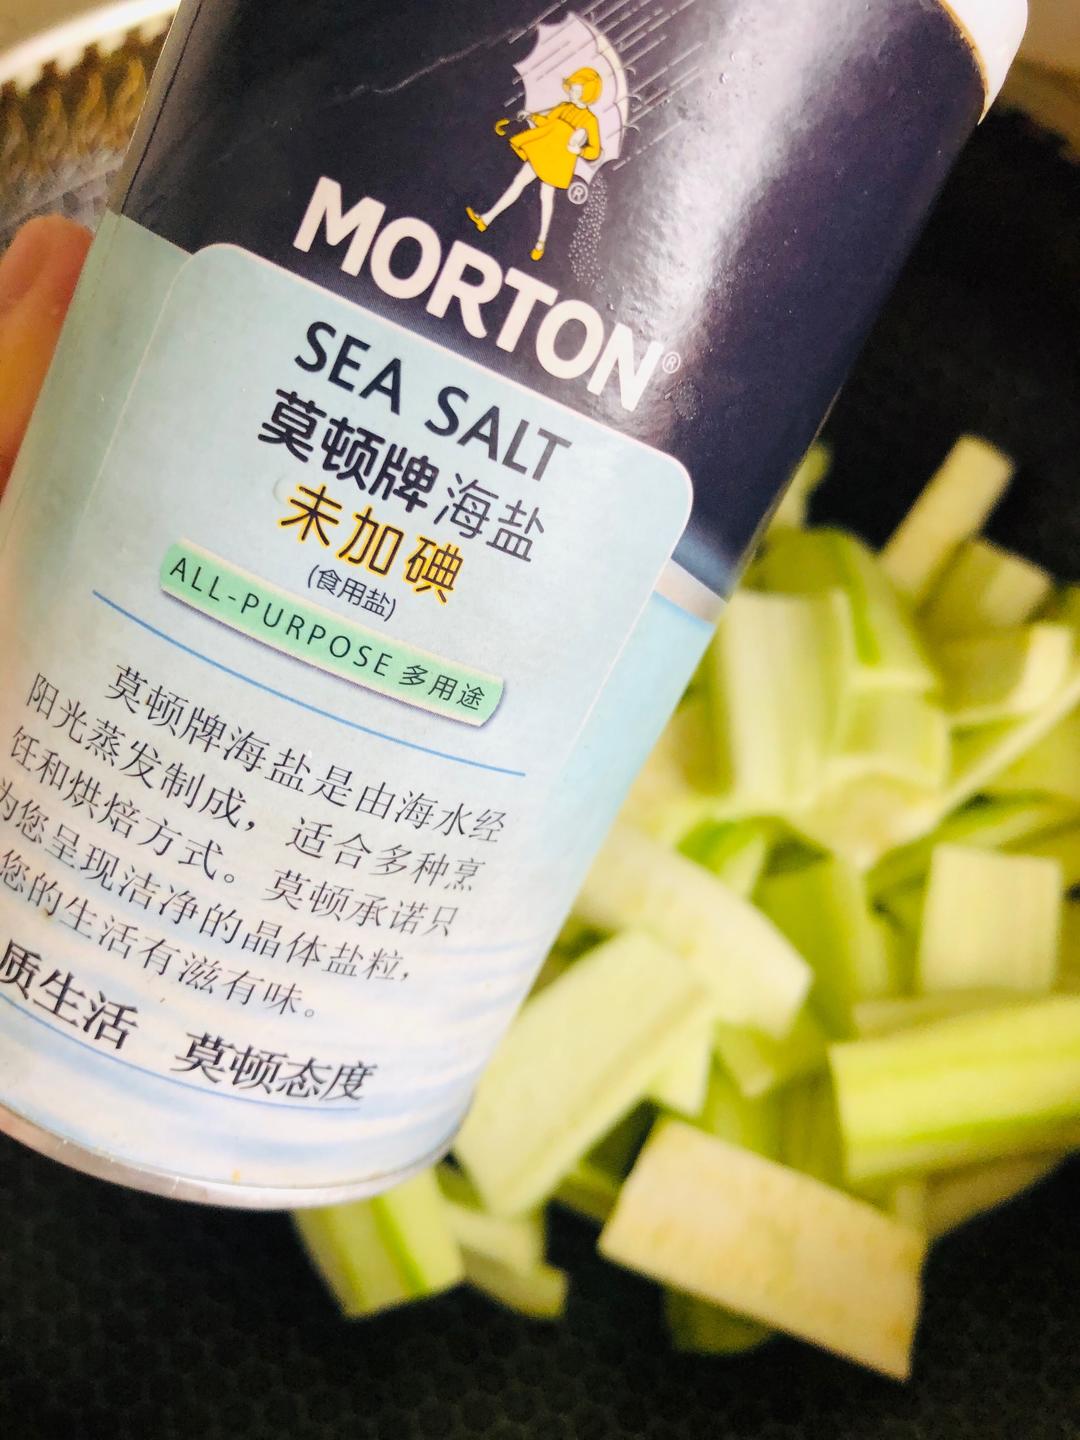 MORTON®
SEA SALT
莫顿牌海盐
未加碘
(食用盐)
ALL-PURPOSE 多用途
莫顿牌海盐是由海水经
阳光蒸发制成，适合多种烹
饪和烘焙方式。莫顿承诺只
为您呈现洁净的晶体盐粒，
您的生活有滋有味。
质生活 莫顿态度